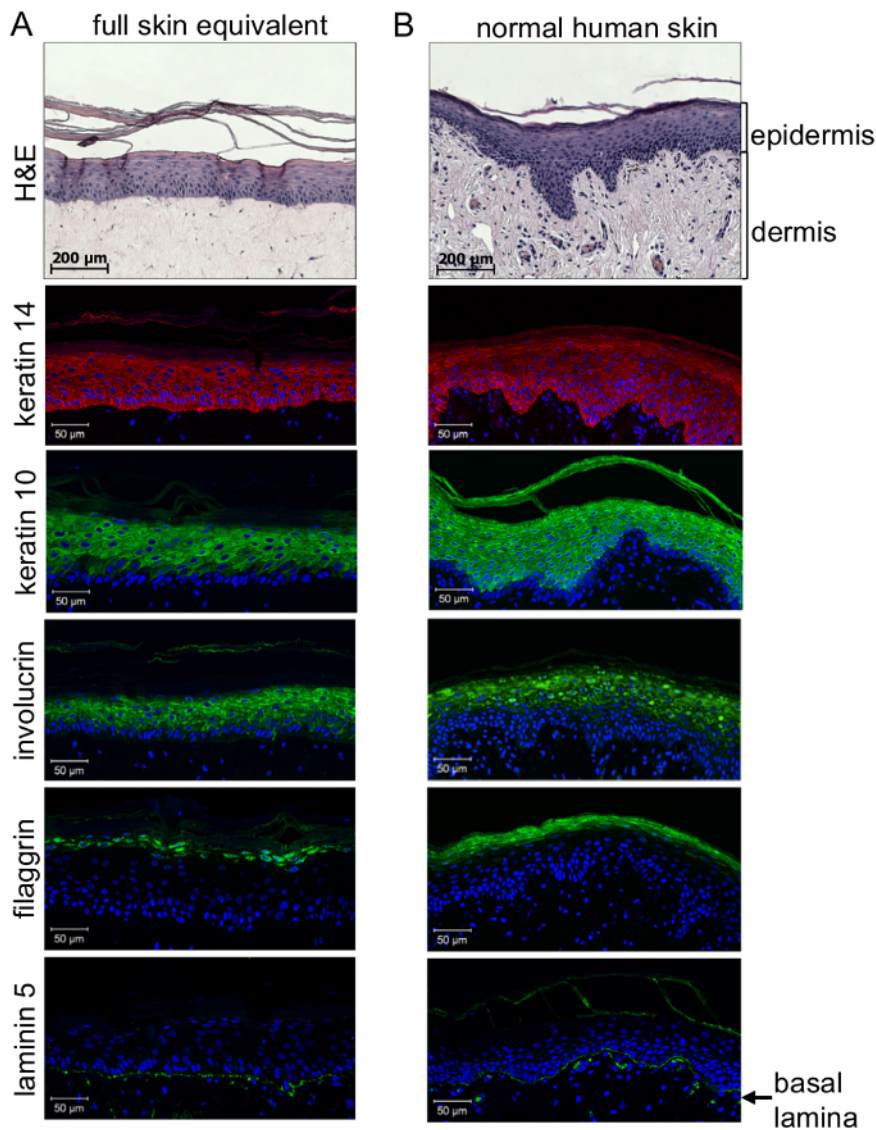 A full skin equivalent
B normal human skin
H&E
200 µm
200 µm
epidermis
dermis
keratin 14
50 µm
50 µm
keratin 10
50 µm
50 µm
involucrin
50 µm
50 µm
filaggrin
50 µm
50 µm
laminin 5
50 µm
50 µm
basal
lamina